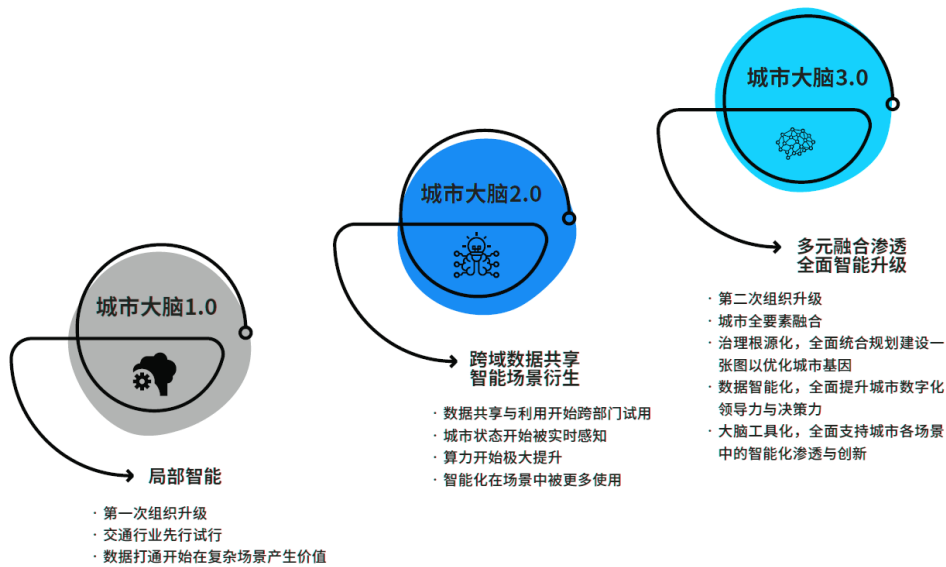 城市大脑1.0
局部智能
· 第一次组织升级
· 交通行业先行试行
· 数据打通开始在复杂场景产生价值
城市大脑2.0
跨域数据共享
智能场景衍生
· 数据共享与利用开始跨部门试用
· 城市状态开始被实时感知
· 算力开始极大提升
· 智能化在场景中被更多使用
城市大脑3.0
多元融合渗透
全面智能升级
· 第二次组织升级
· 城市全要素融合
· 治理根源化，全面统合规划建设一
张图以优化城市基因
· 数据智能化，全面提升城市数字化
领导力与决策力
· 大脑工具化，全面支持城市各场景
中的智能化渗透与创新